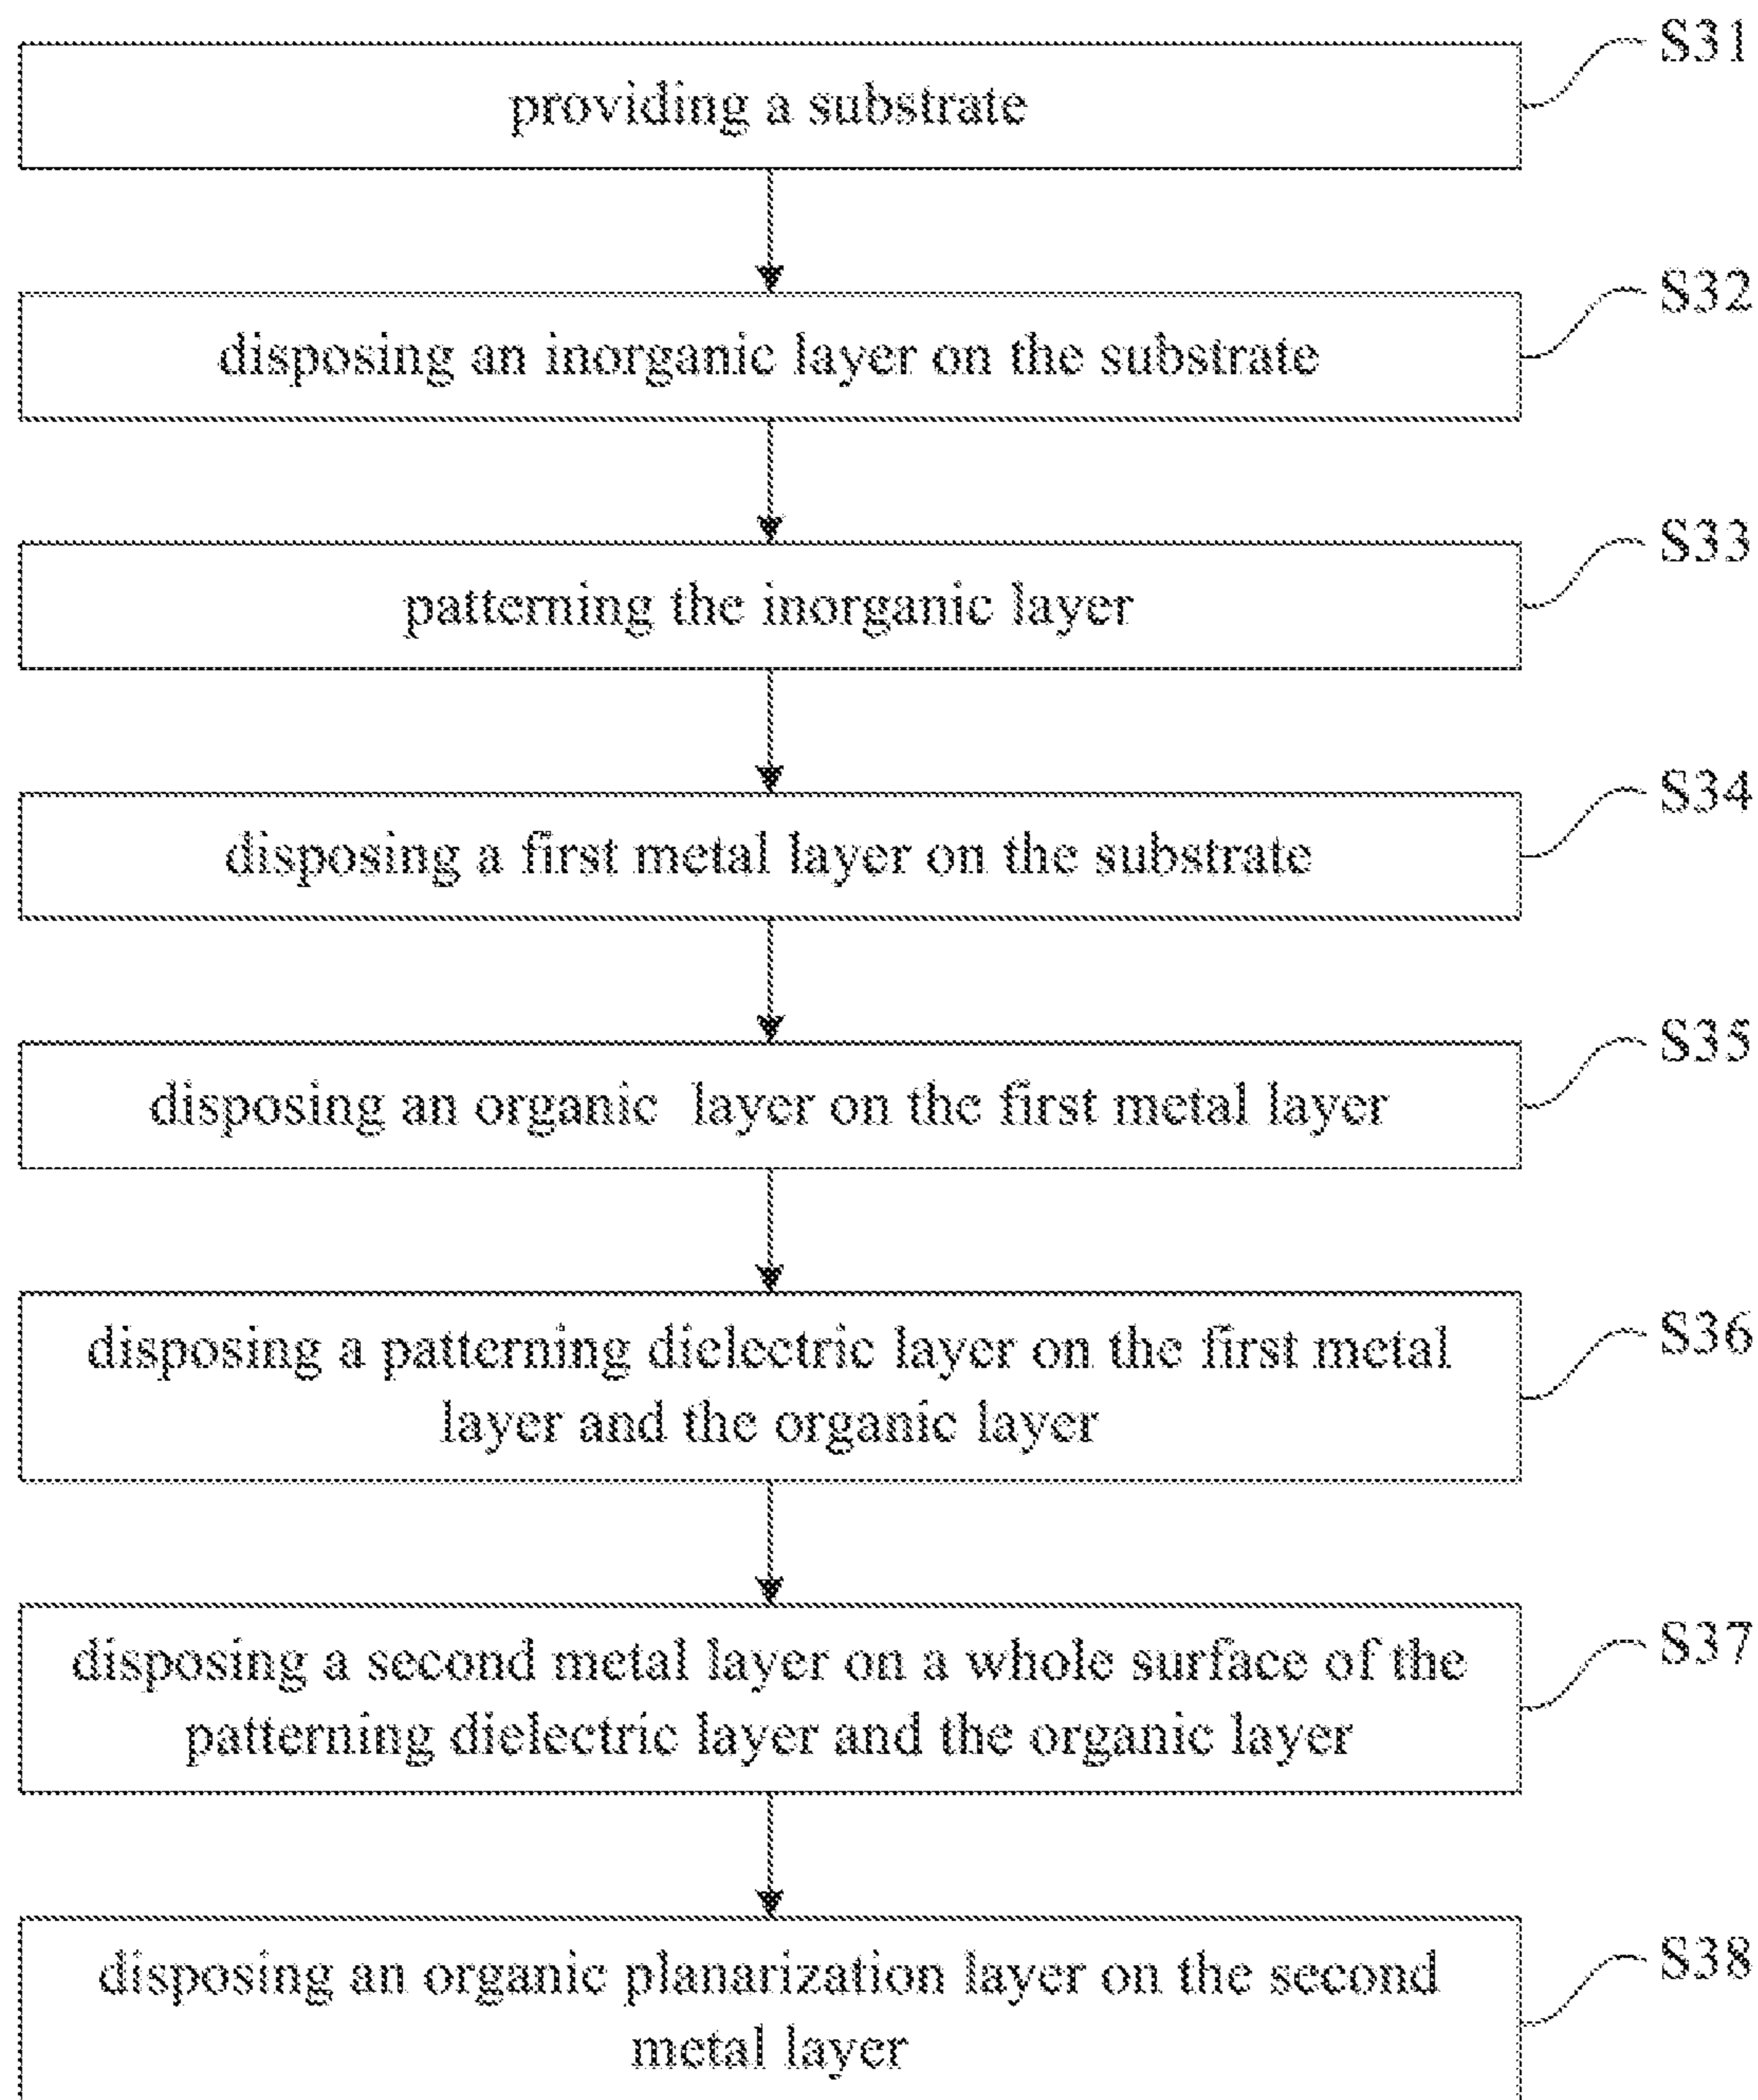 S31
providing a substrate
S32
disposing an inorganic layer on the substrate
S33
patterning the inorganic layer
S34
disposing a first metal layer on the substrate
S35
disposing an organic layer on the first metal layer
S36
disposing a patterning dielectric layer on the first metal
layer and the organic layer
S37
disposing a second metal layer on a whole surface of the
patterning dielectric layer and the organic layer
S38
disposing an organic planarization layer on the second
metal layer